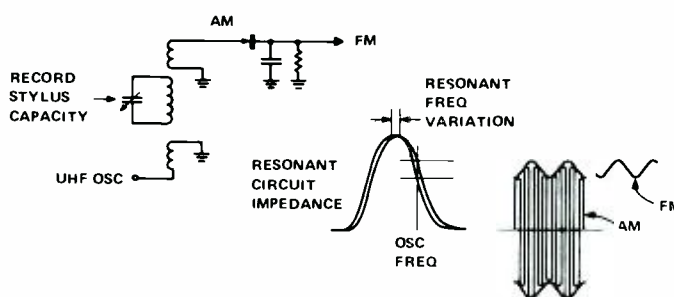 AM
FM
RECORD
STYLUS
CAPACITY
UHF OSC
RESONANT
FREQ
VARIATION
RESONANT
CIRCUIT
IMPEDANCE
OSC
FREQ
FM
AM